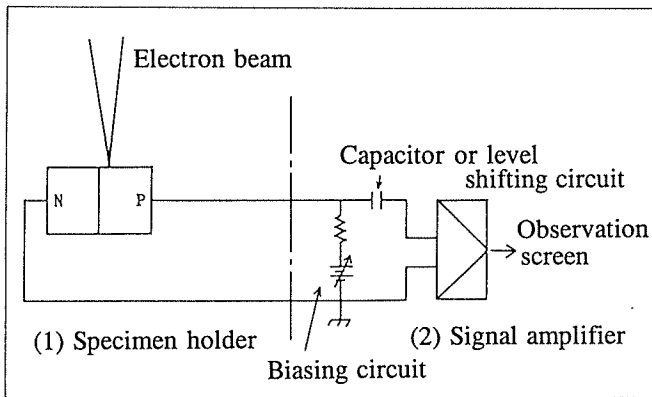 Electron beam
Capacitor or level
shifting circuit
N
P
Observation
screen
(1) Specimen holder
(2) Signal amplifier
Biasing circuit